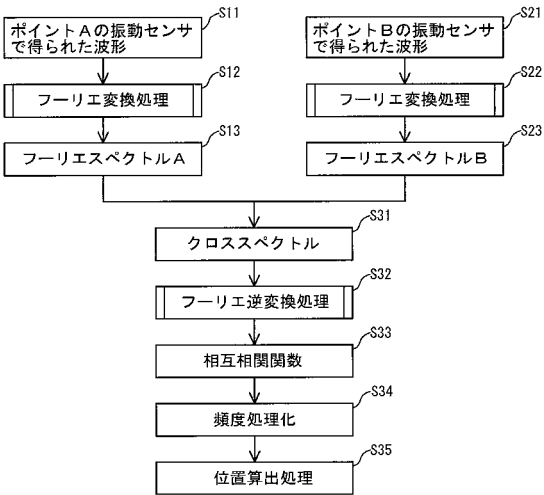 S11
ポイントAの振動センサ
で得られた波形
S21
ポイントBの振動センサ
で得られた波形
S12
フーリエ変換処理
S22
フーリエ変換処理
S13
フーリエスペクトルA
S23
フーリエスペクトルB
S31
クロススペクトル
S32
フーリエ逆変換処理
S33
相互相関関数
S34
頻度処理化
S35
位置算出処理